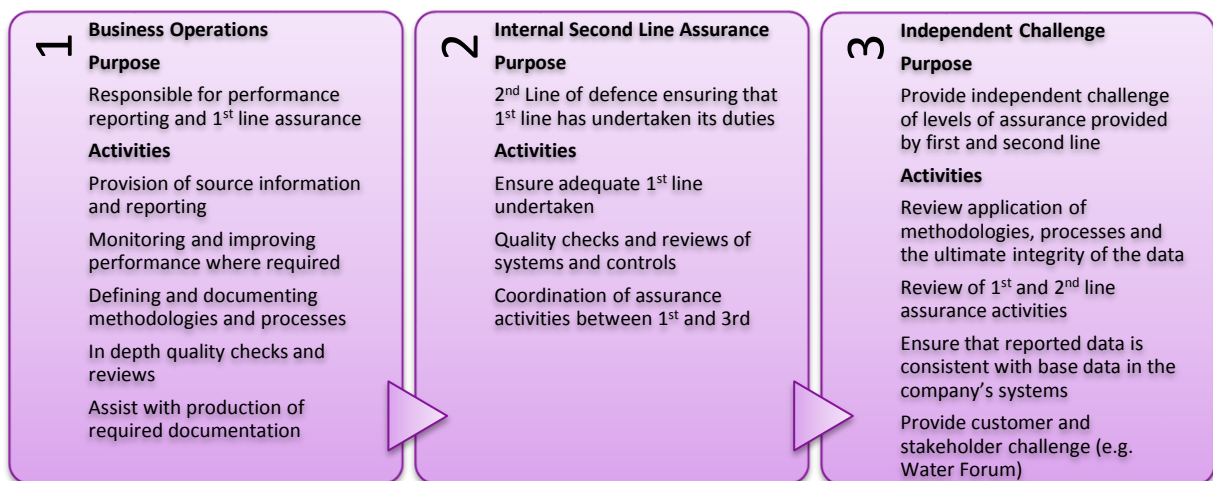 1
Business Operations
Purpose
Responsible for performance
reporting and 1st line assurance
Activities
Provision of source information
and reporting
Monitoring and improving
performance where required
Defining and documenting
methodologies and processes
In depth quality checks and
reviews
Assist with production of
required documentation
2
Internal Second Line Assurance
Purpose
2nd Line of defence ensuring that
1st line has undertaken its duties
Activities
Ensure adequate 1st line
undertaken
Quality checks and reviews of
systems and controls
Coordination of assurance
activities between 1st and 3rd
3
Independent Challenge
Purpose
Provide independent challenge
of levels of assurance provided
by first and second line
Activities
Review application of
methodologies, processes and
the ultimate integrity of the data
Review of 1st and 2nd line
assurance activities
Ensure that reported data is
consistent with base data in the
company's systems
Provide customer and
stakeholder challenge (e.g.
Water Forum)